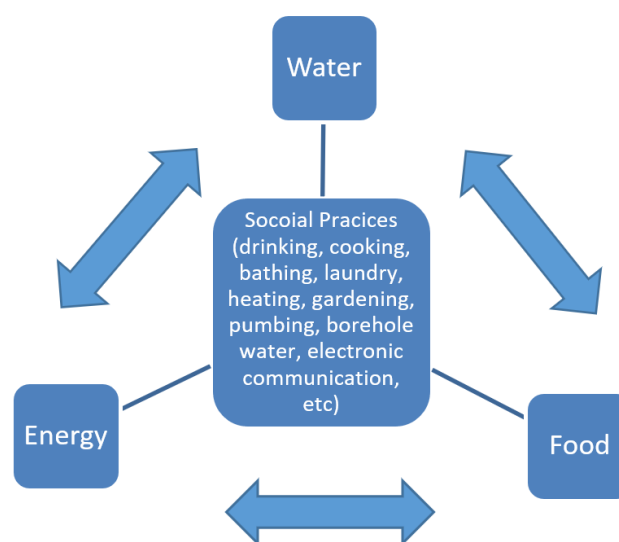 Water
Socoial Pracices
(drinking, cooking,
bathing, laundry,
heating, gardening,
pumbing, borehole
water, electronic
communication,
etc)
Energy
Food